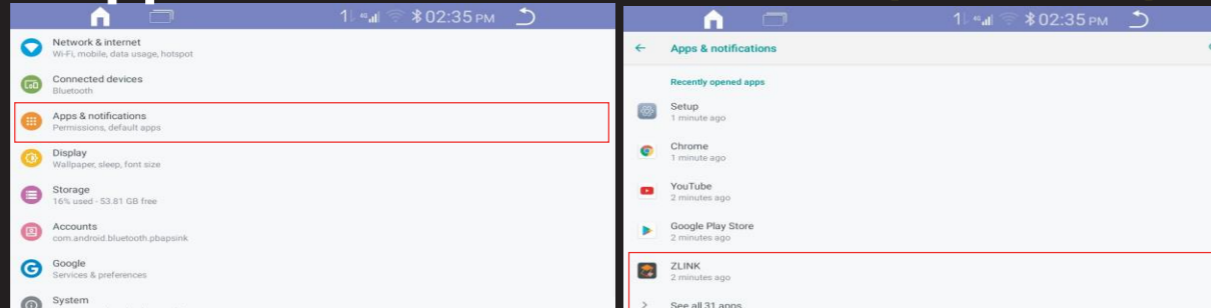 02:35 PM
Network & internet
Wi-Fi, mobile, data usage, hotspot
Connected devices
Bluetooth
Apps & notifications
Permissions, default apps
Display
Wallpaper, sleep, font size
Storage
16% used - 53.81 GB free
Accounts
com.android.bluetooth.pbapsink
Google
Services & preferences
System
02:35 PM
Apps & notifications
Recently opened apps
Setup
1 minute ago
Chrome
1 minute ago
YouTube
2 minutes ago
Google Play Store
2 minutes ago
ZLINK
2 minutes ago
See all 31 apps